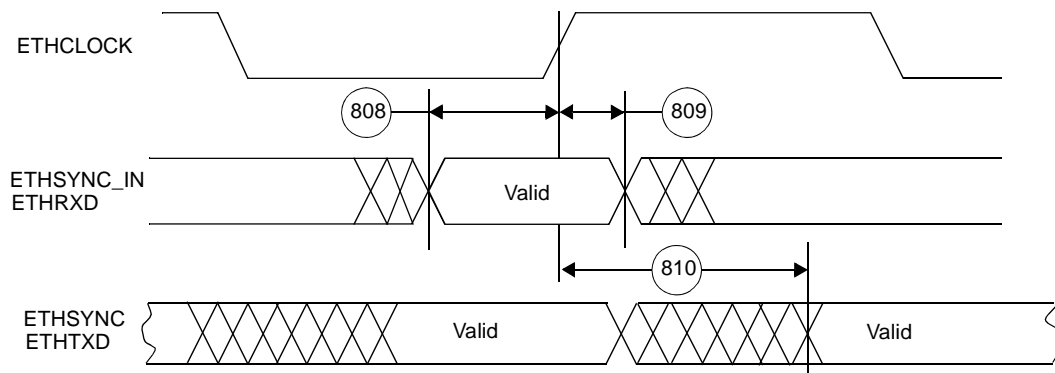 ETHCLOCK
808
809
ETHSYNC_IN
ETHRXD
Valid
810
ETHSYNC
ETHTXD
Valid
Valid